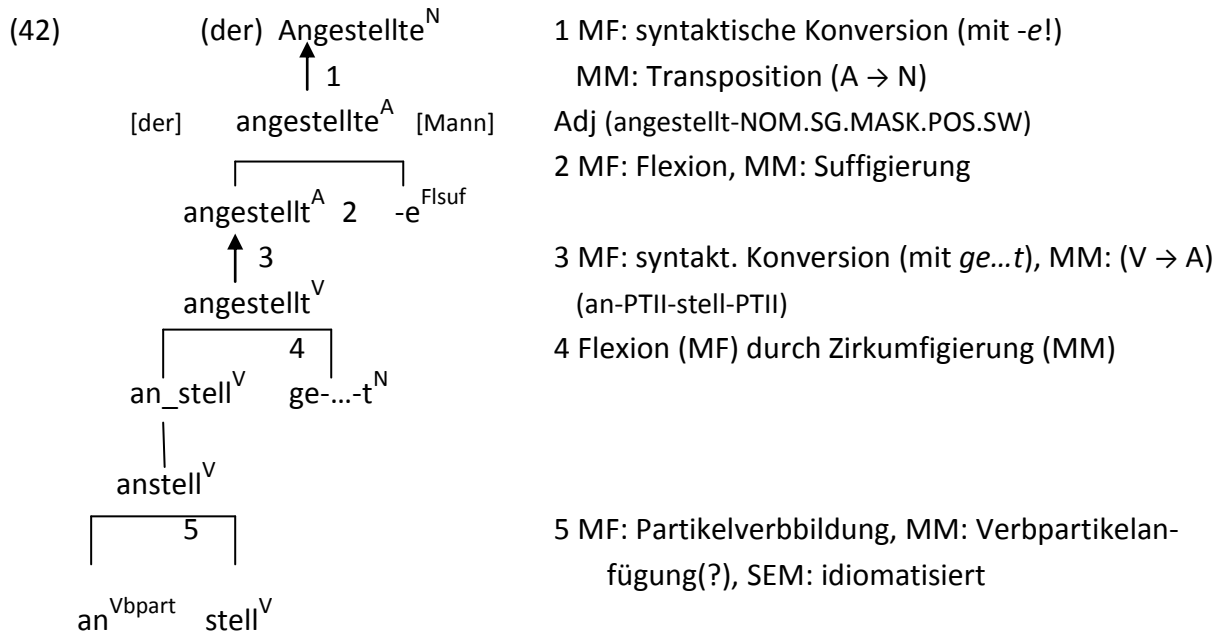 (42) (der) Angestellte^N 1 MF: syntaktische Konversion (mit -e!)
1 MM: Transposition (A → N)
[der] angestellte^A [Mann] Adj (angestellt-NOM.SG.MASK.POS.SW)
2 MF: Flexion, MM: Suffigierung
angestellt^A 2 -e^Flsuf
3 3 MF: syntakt. Konversion (mit ge...t), MM: (V → A)
angestellt^V (an-PTII-stell-PTII)
4 4 Flexion (MF) durch Zirkumfigierung (MM)
an_stell^V ge-...-t^N
anstell^V
5 5 MF: Partikelverbbildung, MM: Verbpartikelan-
fügung(?), SEM: idiomatisiert
an^Vbpart stell^V